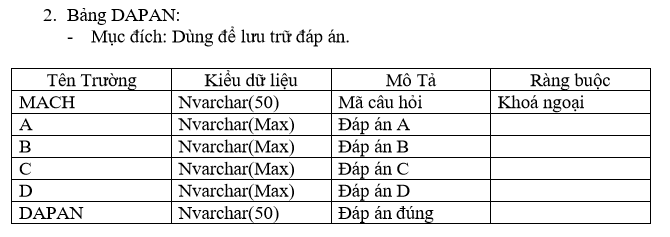 2. Bảng DAPAN:
- Mục đích: Dùng để lưu trữ đáp án.
Tên Trường Kiểu dữ liệu Mô Tả Ràng buộc
MACH Nvarchar(50) Mã câu hỏi Khoá ngoại
A Nvarchar(Max) Đáp án A
B Nvarchar(Max) Đáp án B
C Nvarchar(Max) Đáp án C
D Nvarchar(Max) Đáp án D
DAPAN Nvarchar(50) Đáp án đúng